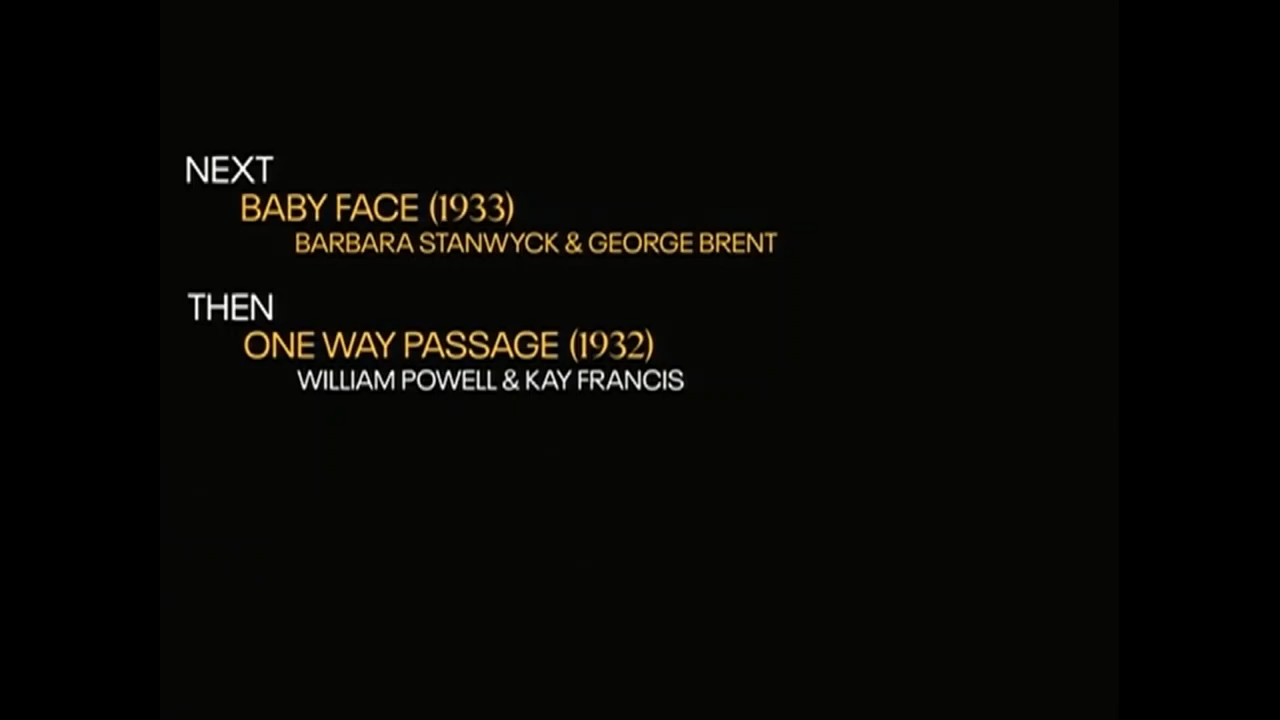 NEXT
BABY FACE (1933)
BARBARA STANWYCK & GEORGE BRENT
THEN
ONE WAY PASSAGE (1932)
WILLIAM POWELL & KAY FRANCIS